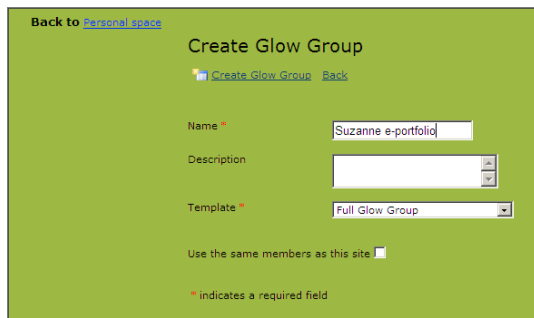 Back to Personal space
Create Glow Group
Create Glow Group Back
Name *
Suzanne e-portfolio
Description
Template *
Full Glow Group
Use the same members as this site
* indicates a required field